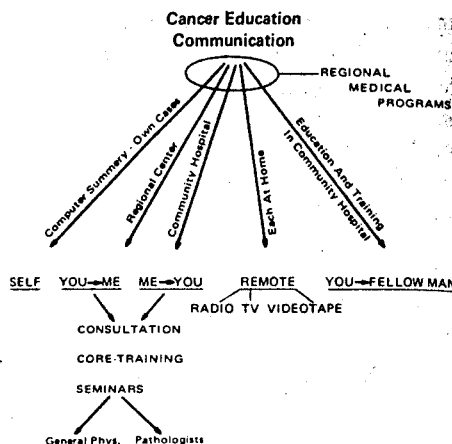 Cancer Education
Communication
REGIONAL
MEDICAL
PROGRAMS
Computer Summary - Own Cases
Regional Center
Community Hospital
Each At Home
Education And Training
In Community Hospital
SELF YOU→ME ME→YOU REMOTE YOU→FELLOW MAN
RADIO TV VIDEOTAPE
CONSULTATION
CORE-TRAINING
SEMINARS
General Phys. Pathologists